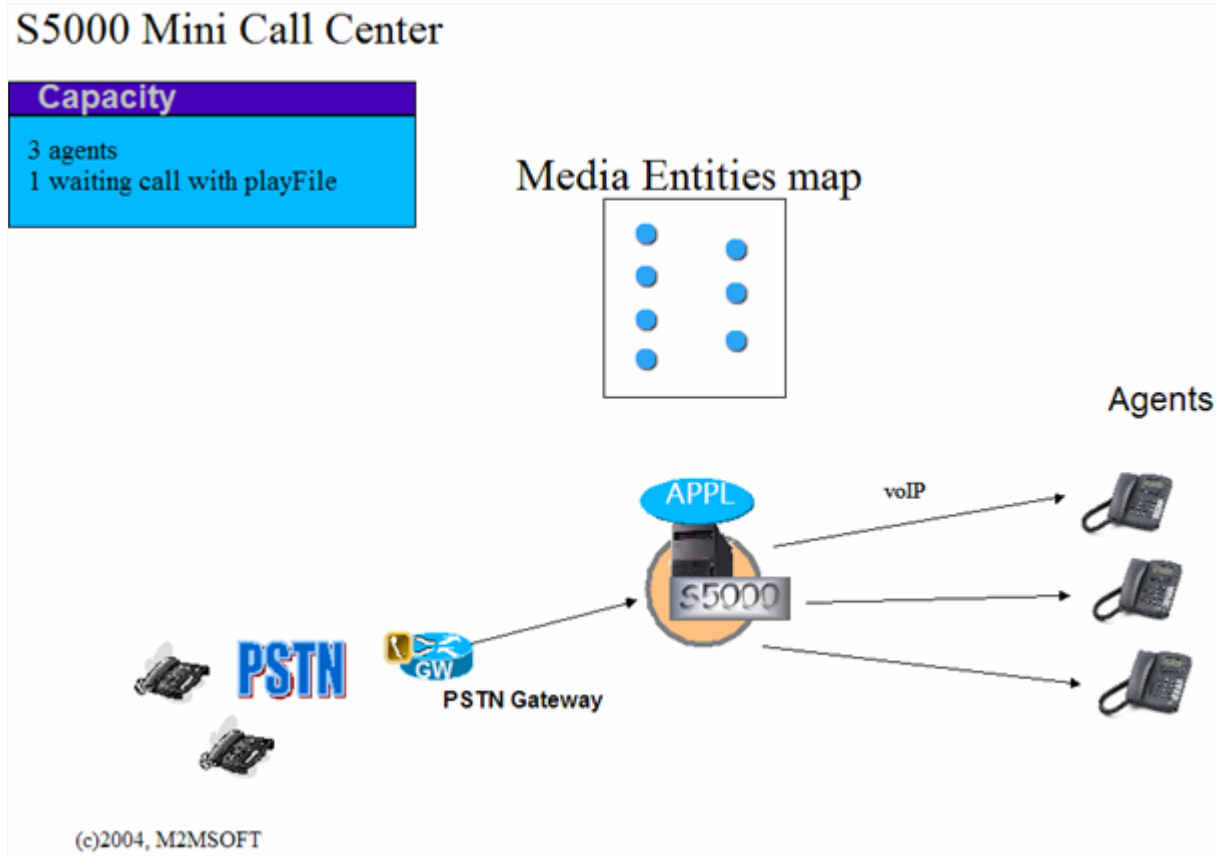 S5000 Mini Call Center
Capacity
3 agents
1 waiting call with playFile
Media Entities map
Agents
APPL
voIP
S5000
PSTN
GW
PSTN Gateway
(c)2004, M2MSOFT